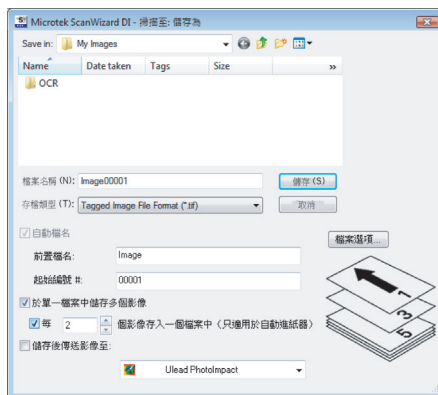 Microtek ScanWizard DI - 掃描至: 儲存為
Save in: My Images
Name Date taken Tags Size »
OCR
檔案名稱 (N): Image00001 儲存 (S)
存檔類型 (T): Tagged Image File Format (*.tif) 取消
自動檔名 檔案選項...
前置檔名: Image
起始編號 #: 00001
於單一檔案中儲存多個影像
每 2 個影像存入一個檔案中（只適用於自動進紙器）
儲存後傳送影像至:
Ulead PhotoImpact
1
3
5